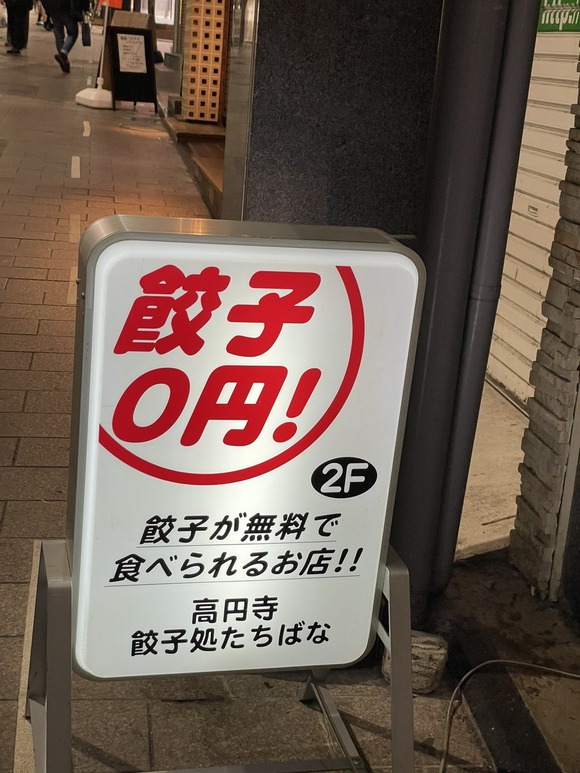 餃子
0円!
2F
餃子が無料で
食べられるお店!!
高円寺
餃子処たちばな
http: